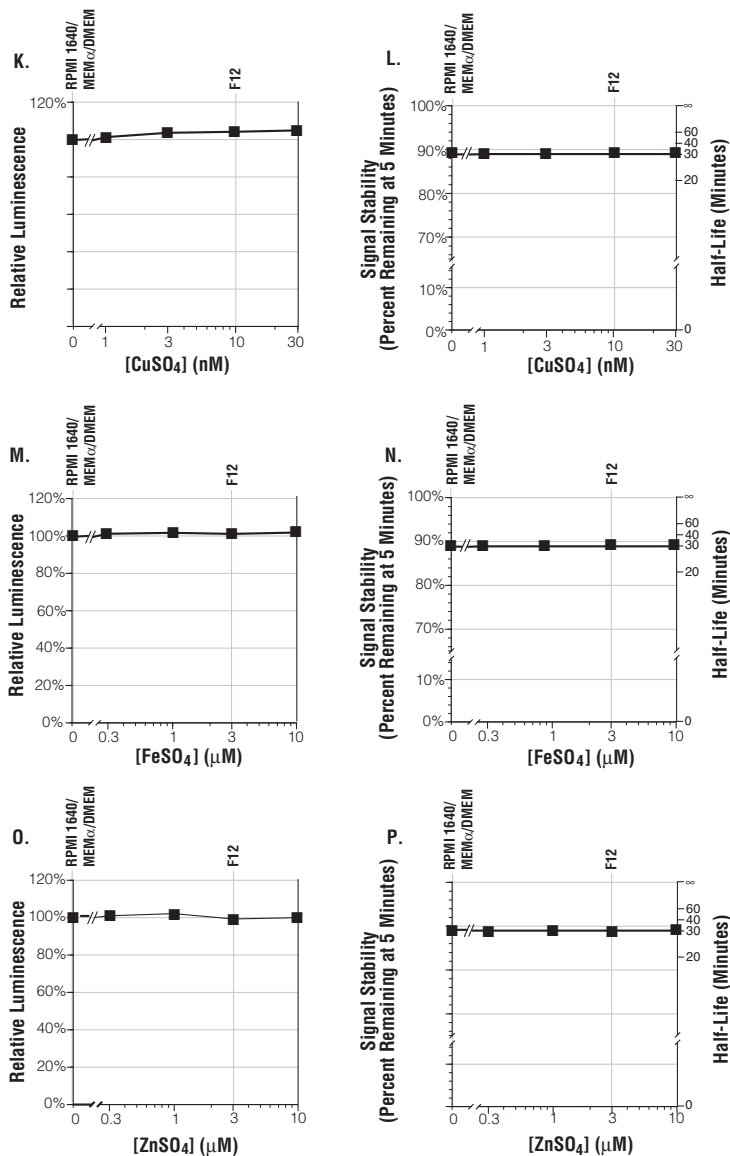 K.
RPMI 1640/
MEMα/DMEM
F12
120%
Relative Luminescence
0 1 3 10 30
[CuSO4] (nM)
L.
RPMI 1640/
MEMα/DMEM
F12
100%
90%
80%
70%
10%
0%
Signal Stability
(Percent Remaining at 5 Minutes)
∞
60
40
30
20
0
Half-Life (Minutes)
0 1 3 10 30
[CuSO4] (nM)
M.
RPMI 1640/
MEMα/DMEM
F12
120%
100%
80%
60%
40%
20%
0%
Relative Luminescence
0 0.3 1 3 10
[FeSO4] (μM)
N.
RPMI 1640/
MEMα/DMEM
F12
100%
90%
80%
70%
10%
0%
Signal Stability
(Percent Remaining at 5 Minutes)
∞
60
40
30
20
0
Half-Life (Minutes)
0 0.3 1 3 10
[FeSO4] (μM)
O.
RPMI 1640/
MEMα/DMEM
F12
120%
100%
80%
60%
40%
20%
0%
Relative Luminescence
0 0.3 1 3 10
[ZnSO4] (μM)
P.
RPMI 1640/
MEMα/DMEM
F12
Signal Stability
(Percent Remaining at 5 Minutes)
∞
60
40
30
20
0
Half-Life (Minutes)
0 0.3 1 3 10
[ZnSO4] (μM)